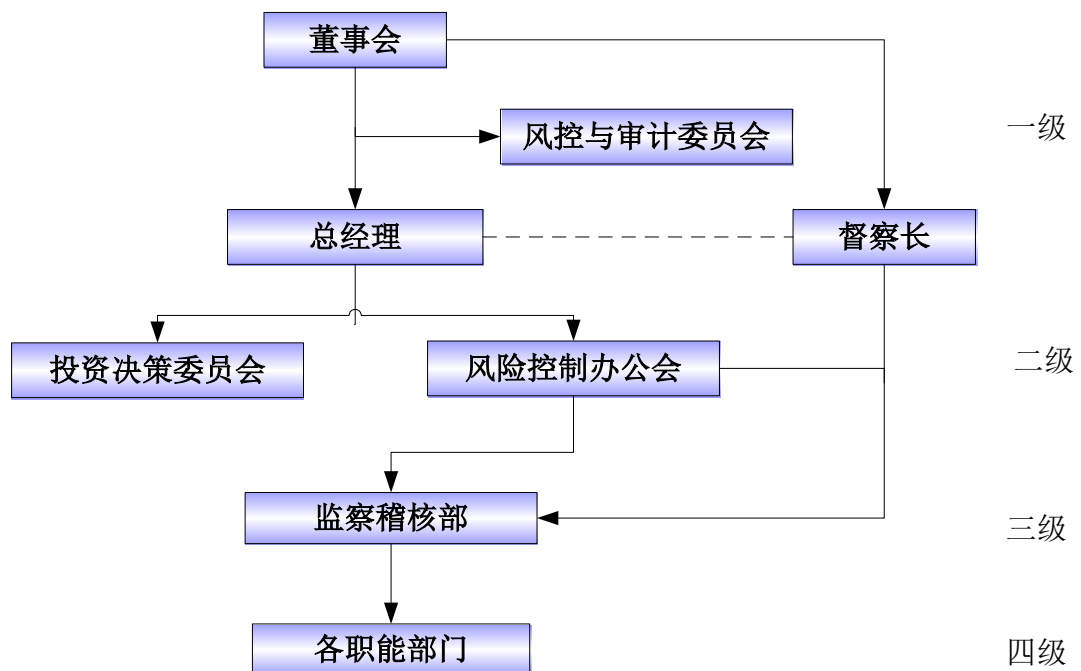 董事会
风控与审计委员会
一级
总经理
督察长
投资决策委员会
风险控制办公会
二级
监察稽核部
三级
各职能部门
四级